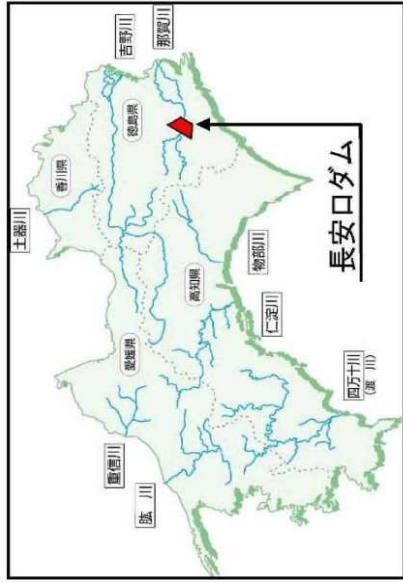 土器川
吉野川
那賀川
香川県
徳島県
愛媛県
重信川
肱　川
高知県
物部川
仁淀川
四万十川
(渡　川)
長安口ダム